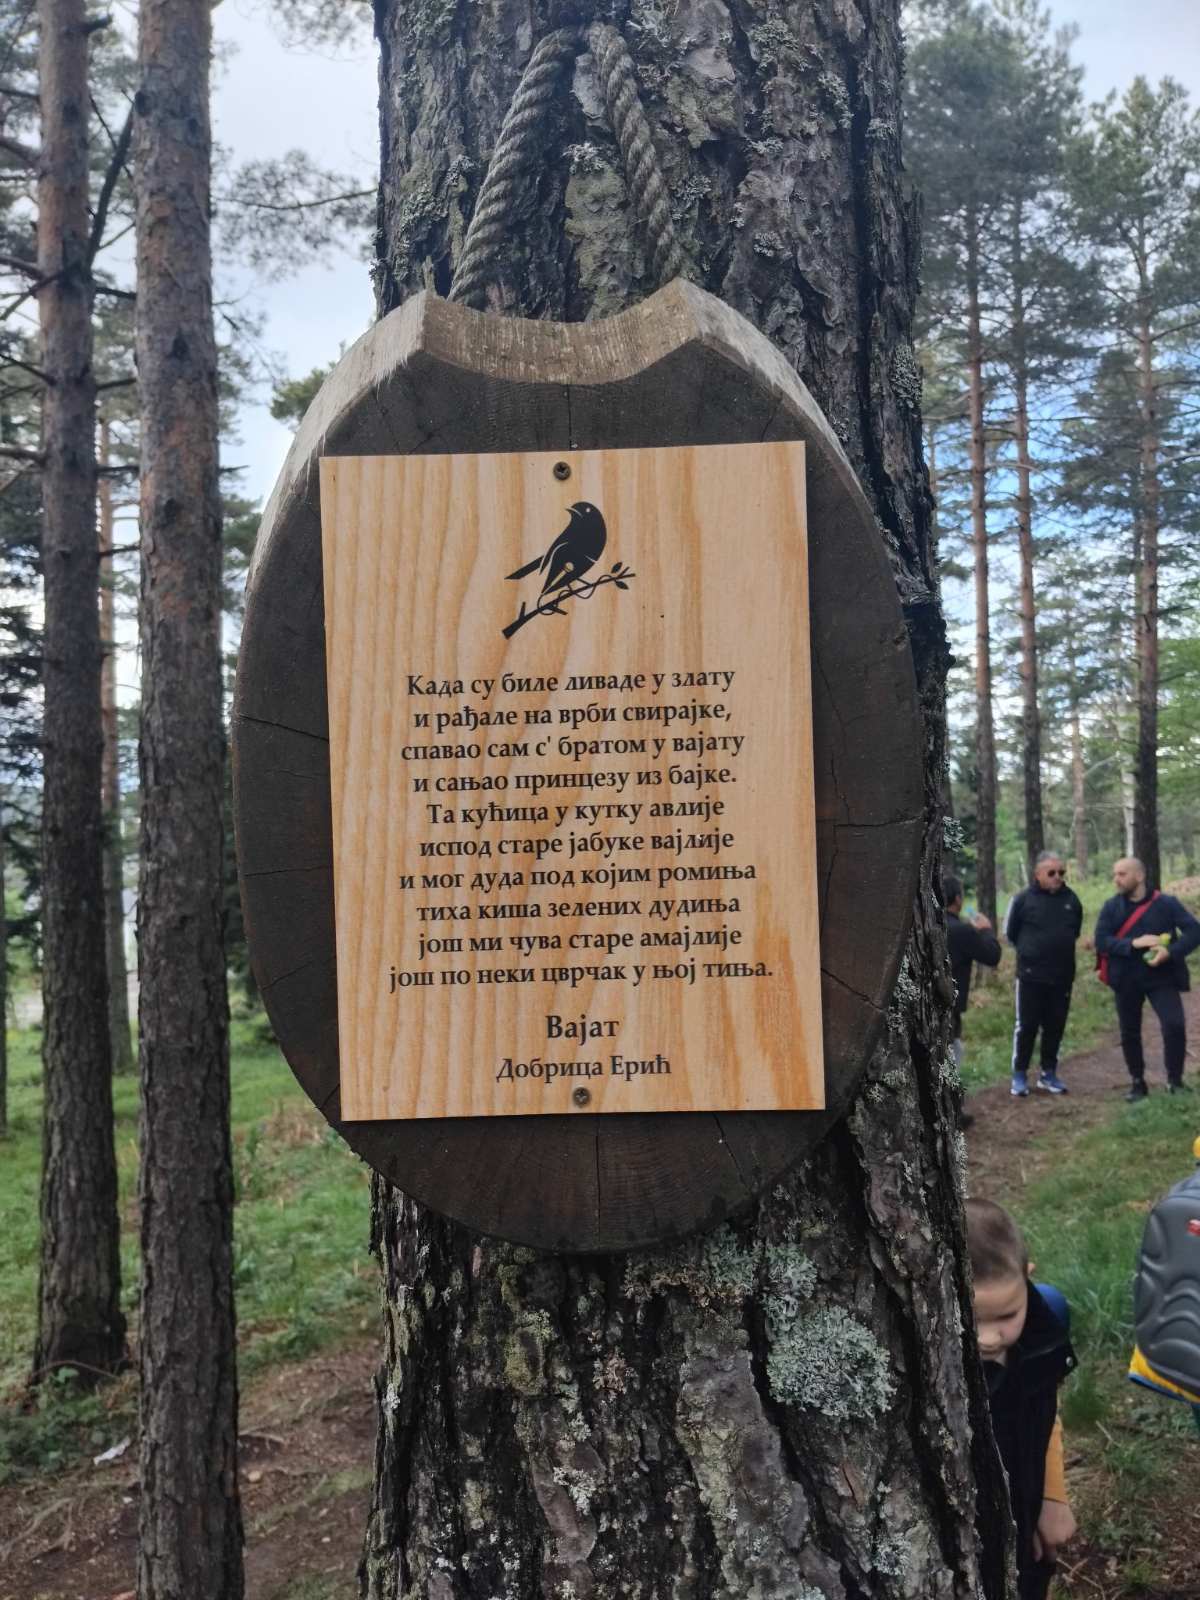 Када су биле ливаде у злату
и рађале на врби свирајке,
спавао сам с' братом у вајату
и сањао принцезу из бајке.
Та кућица у кутку авлије
испод старе јабуке вајлије
и мог дуда под којим ромиња
тиха киша зелених дудиња
још ми чува старе амајлије
још по неки цврчак у њој тиња.
Вајат
Добрица Ерић